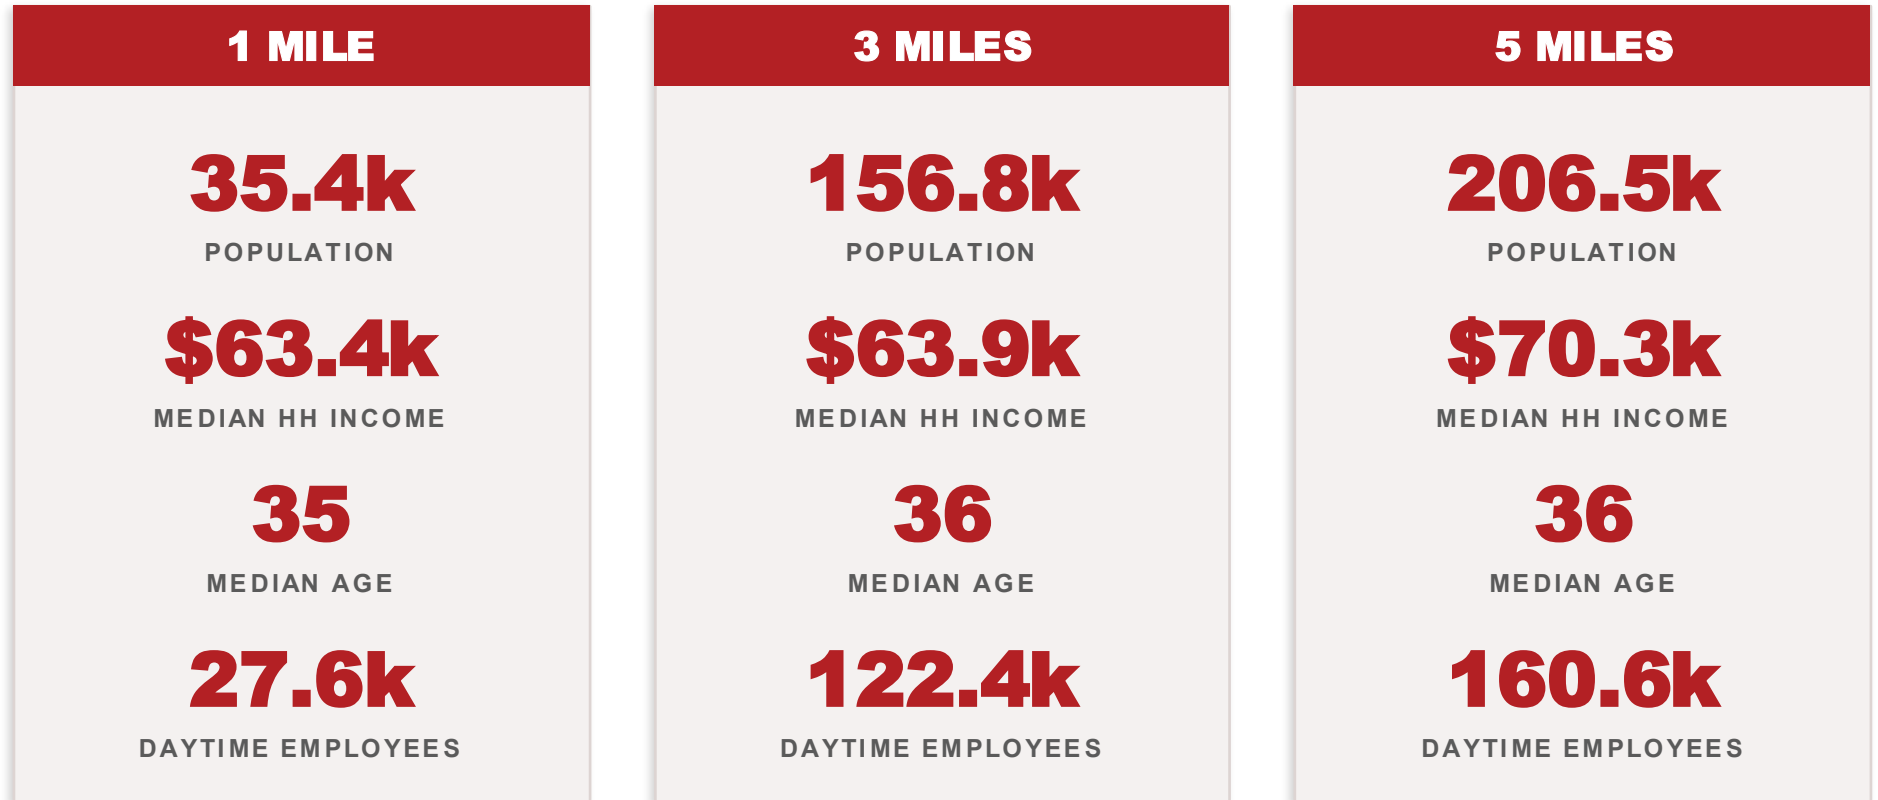 1 MILE
35.4k
POPULATION
$63.4k
MEDIAN HH INCOME
35
MEDIAN AGE
27.6k
DAYTIME EMPLOYEES
3 MILES
156.8k
POPULATION
$63.9k
MEDIAN HH INCOME
36
MEDIAN AGE
122.4k
DAYTIME EMPLOYEES
5 MILES
206.5k
POPULATION
$70.3k
MEDIAN HH INCOME
36
MEDIAN AGE
160.6k
DAYTIME EMPLOYEES